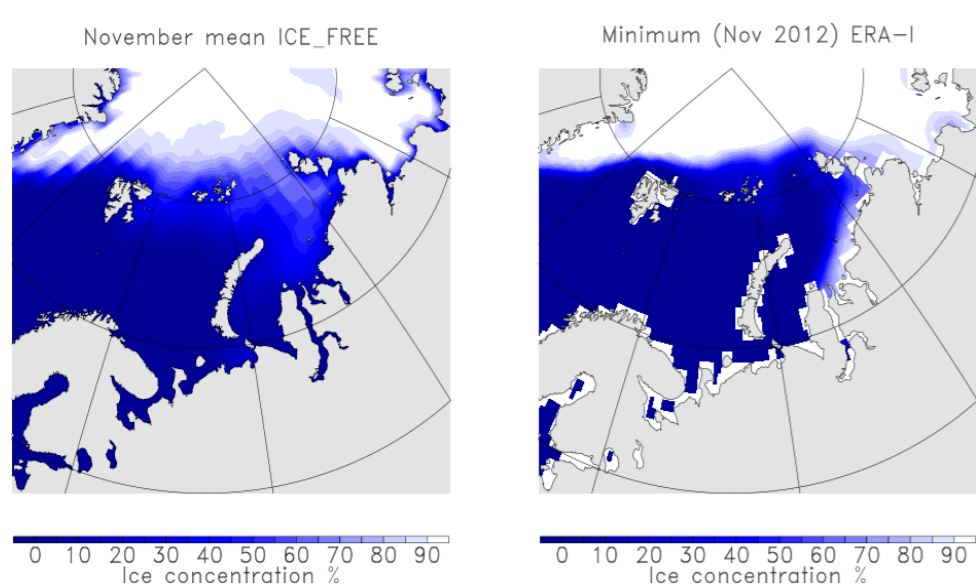 November mean ICE_FREE
Minimum (Nov 2012) ERA-I
0 10 20 30 40 50 60 70 80 90
Ice concentration %
0 10 20 30 40 50 60 70 80 90
Ice concentration %